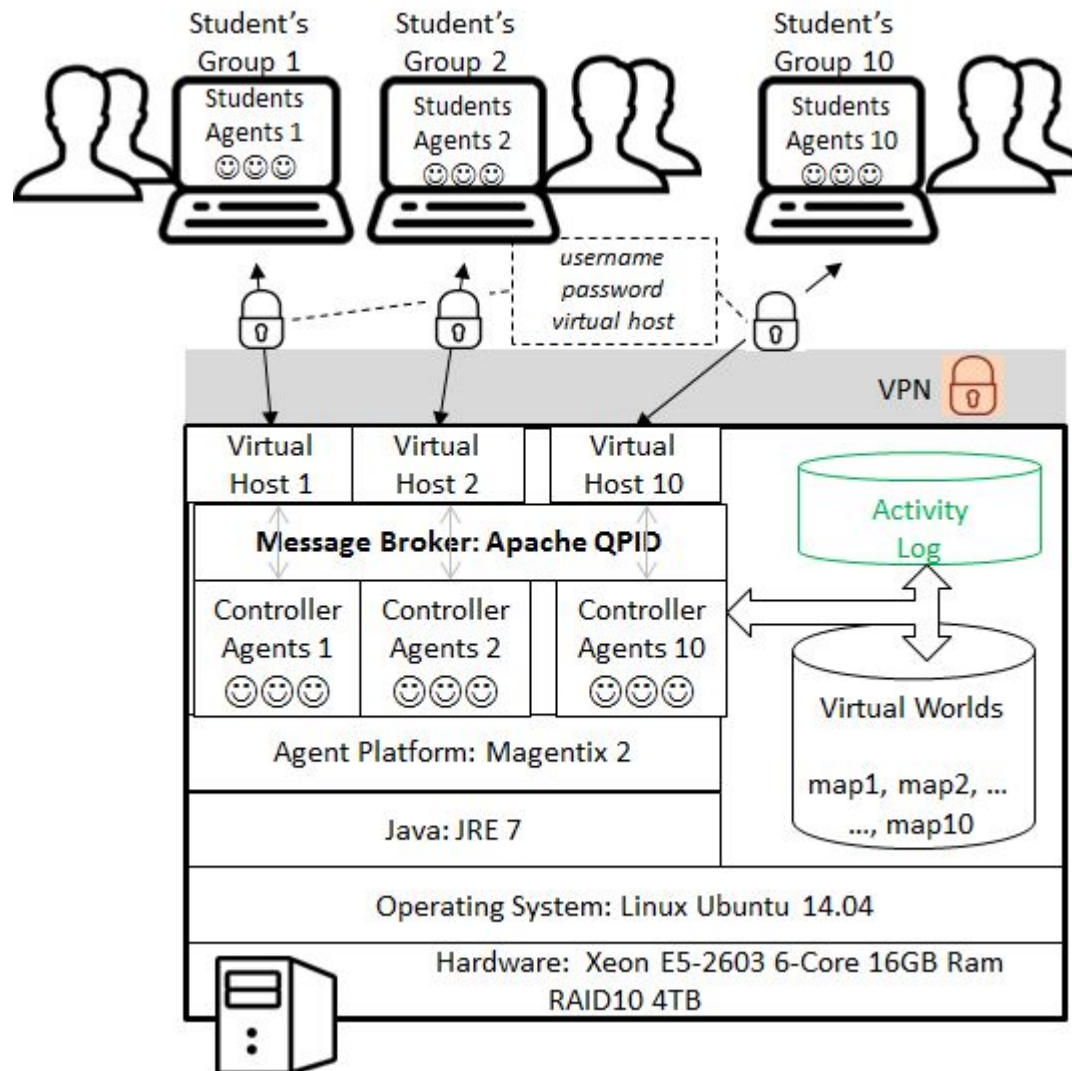 Student's
Group 1
Student's
Group 2
Student's
Group 10
Students
Agents 1
Students
Agents 2
Students
Agents 10
username
password
virtual host
VPN
Virtual
Host 1
Virtual
Host 2
Virtual
Host 10
Activity
Log
Message Broker: Apache QPID
Controller
Agents 1
Controller
Agents 2
Controller
Agents 10
Virtual Worlds
map1, map2, ...
..., map10
Agent Platform: Magentix 2
Java: JRE 7
Operating System: Linux Ubuntu 14.04
Hardware: Xeon E5-2603 6-Core 16GB Ram
RAID10 4TB